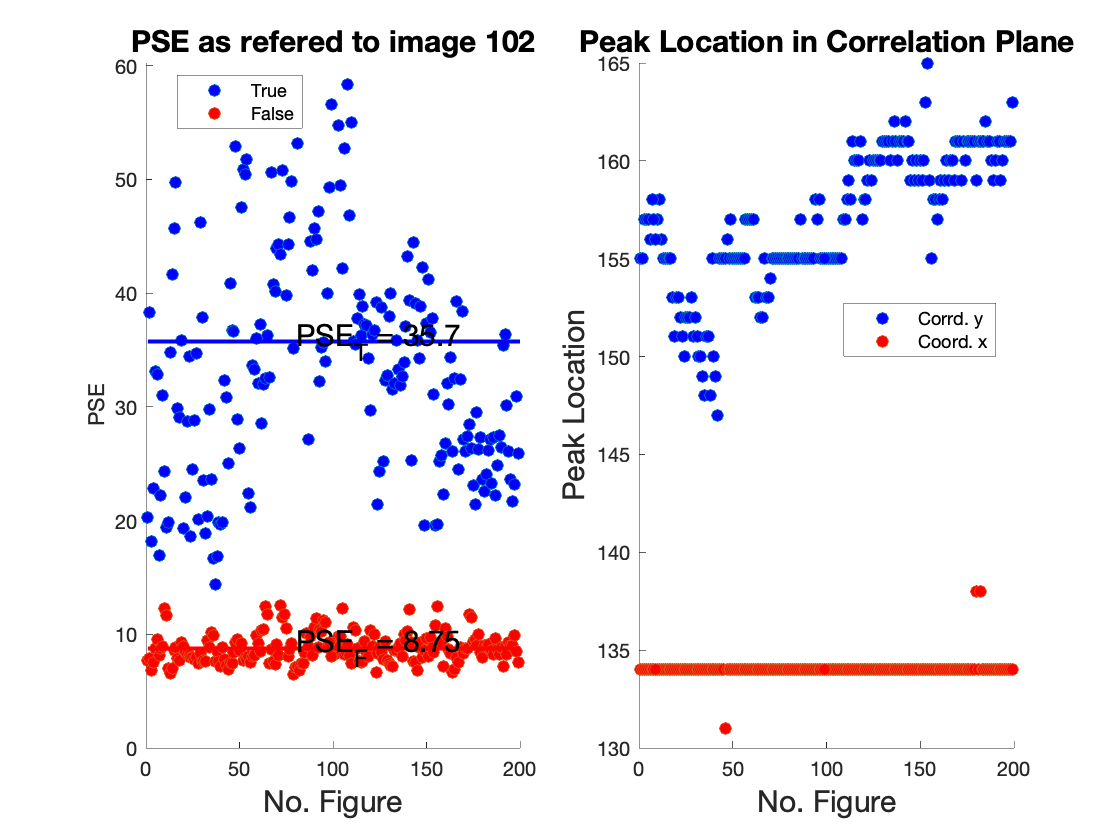 PSE as refered to image 102
60
50
40
30
20
10
0
PSE
True
False
PSE_T = 35.7
PSE_F = 8.75
0 50 100 150 200
No. Figure
Peak Location in Correlation Plane
165
160
155
150
145
140
135
130
Peak Location
Corrd. y
Coord. x
0 50 100 150 200
No. Figure